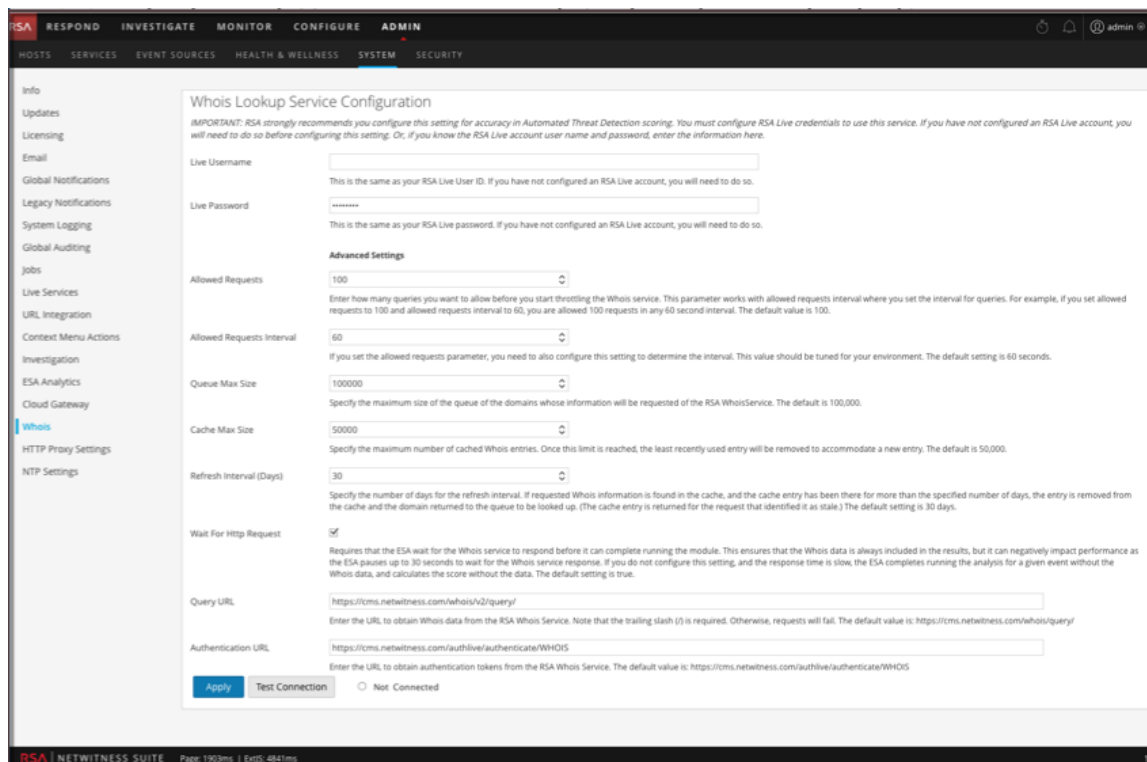 RSA RESPOND INVESTIGATE MONITOR CONFIGURE ADMIN admin
HOSTS SERVICES EVENT SOURCES HEALTH & WELLNESS SYSTEM SECURITY
Info
Updates
Licensing
Email
Global Notifications
Legacy Notifications
System Logging
Global Auditing
Jobs
Live Services
URL Integration
Context Menu Actions
Investigation
ESA Analytics
Cloud Gateway
Whois
HTTP Proxy Settings
NTP Settings
Whois Lookup Service Configuration
IMPORTANT: RSA strongly recommends you configure this setting for accuracy in Automated Threat Detection scoring. You must configure RSA Live credentials to use this service. If you have not configured an RSA Live account, you
will need to do so before configuring this setting. Or, if you know the RSA Live account user name and password, enter the information here.
Live Username
This is the same as your RSA Live User ID. If you have not configured an RSA Live account, you will need to do so.
Live Password
This is the same as your RSA Live password. If you have not configured an RSA Live account, you will need to do so.
Advanced Settings
Allowed Requests 100
Enter how many queries you want to allow before you start throttling the Whois service. This parameter works with allowed requests interval where you set the interval for queries. For example, if you set allowed
requests to 100 and allowed requests interval to 60, you are allowed 100 requests in any 60 second interval. The default value is 100.
Allowed Requests Interval 60
If you set the allowed requests parameter, you need to also configure this setting to determine the interval. This value should be tuned for your environment. The default setting is 60 seconds.
Queue Max Size 100000
Specify the maximum size of the queue of the domains whose information will be requested of the RSA WhoisService. The default is 100,000.
Cache Max Size 50000
Specify the maximum number of cached Whois entries. Once this limit is reached, the least recently used entry will be removed to accommodate a new entry. The default is 50,000.
Refresh Interval (Days) 30
Specify the number of days for the refresh interval. If requested Whois information is found in the cache, and the cache entry has been there for more than the specified number of days, the entry is removed from
the cache and the domain returned to the queue to be looked up. (The cache entry is returned for the request that identified it as stale.) The default setting is 30 days.
Wait For Http Request
Requires that the ESA wait for the Whois service to respond before it can complete running the module. This ensures that the Whois data is always included in the results, but it can negatively impact performance as
the ESA pauses up to 30 seconds to wait for the Whois service response. If you do not configure this setting, and the response time is slow, the ESA completes running the analysis for a given event without the
Whois data, and calculates the score without the data. The default setting is true.
Query URL https://cms.netwitness.com/whois/v2/query/
Enter the URL to obtain Whois data from the RSA Whois Service. Note that the trailing slash (/) is required. Otherwise, requests will fail. The default value is: https://cms.netwitness.com/whois/query/
Authentication URL https://cms.netwitness.com/authlive/authenticate/WHOIS
Enter the URL to obtain authentication tokens from the RSA Whois Service. The default value is: https://cms.netwitness.com/authlive/authenticate/WHOIS
Apply Test Connection Not Connected
RSA NETWITNESS SUITE Page: 1903ms | ExtJS: 4841ms